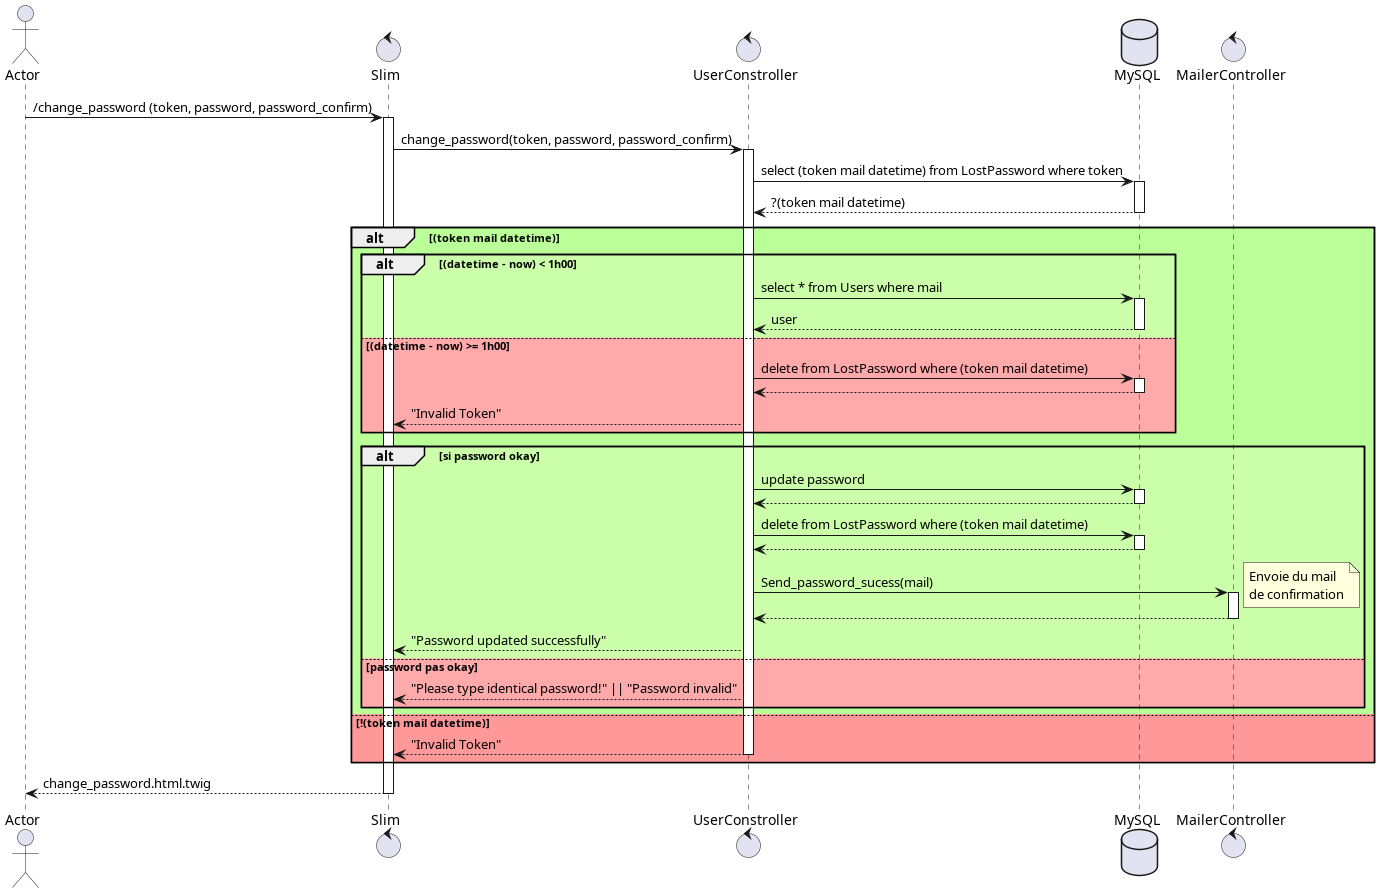 Actor
Slim
UserConstroller
MySQL
MailerController
/change_password (token, password, password_confirm)
change_password(token, password, password_confirm)
select (token mail datetime) from LostPassword where token
?(token mail datetime)
alt [(token mail datetime)]
alt [(datetime - now) < 1h00]
select * from Users where mail
user
[(datetime - now) >= 1h00]
delete from LostPassword where (token mail datetime)
"Invalid Token"
alt [si password okay]
update password
delete from LostPassword where (token mail datetime)
Envoie du mail
de confirmation
Send_password_sucess(mail)
"Password updated successfully"
[password pas okay]
"Please type identical password!" || "Password invalid"
[!(token mail datetime)]
"Invalid Token"
change_password.html.twig
Actor
Slim
UserConstroller
MySQL
MailerController